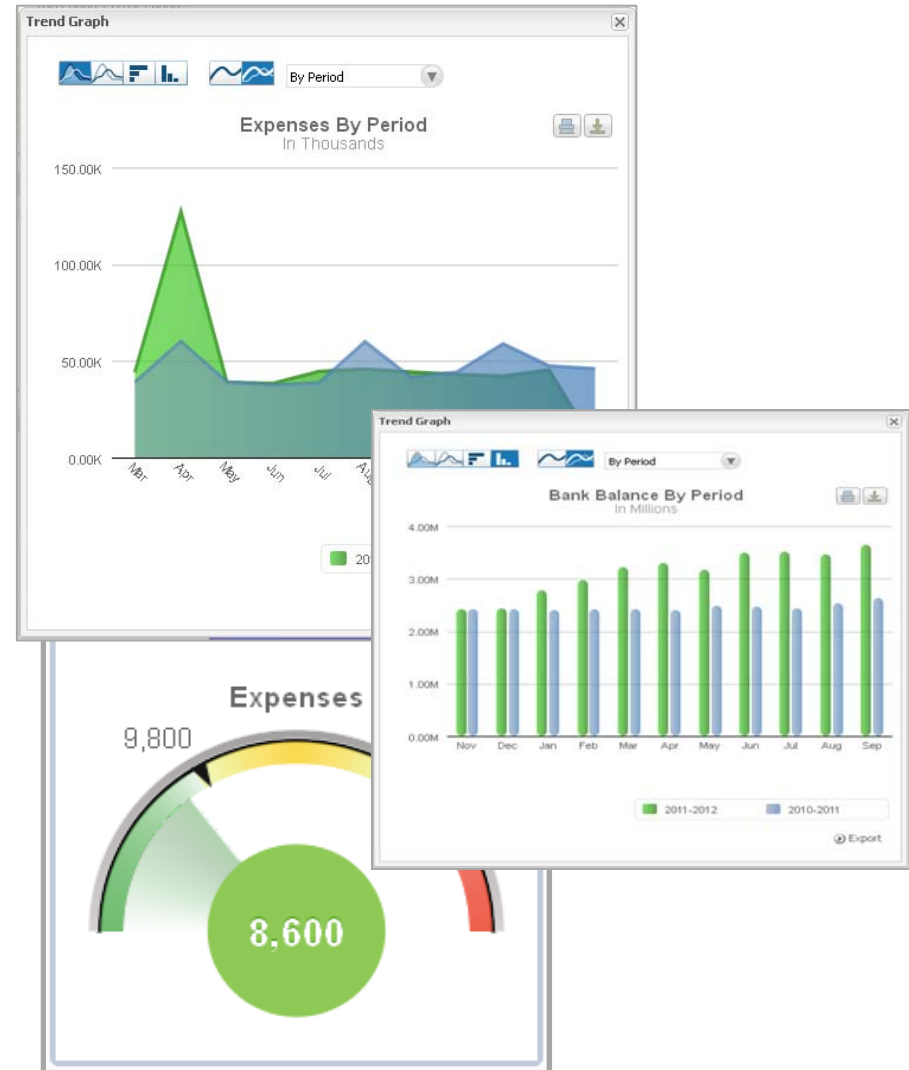 Trend Graph
By Period
Expenses By Period
In Thousands
150.00K
100.00K
50.00K
0.00K
Mar
Apr
May
Jun
Jul
Trend Graph
By Period
Bank Balance By Period
In Millions
4.00M
3.00M
2.00M
1.00M
0.00M
Nov Dec Jan Feb Mar Apr May Jun Jul Aug Sep
2011-2012 2010-2011
Export
Expenses
9,800
8,600